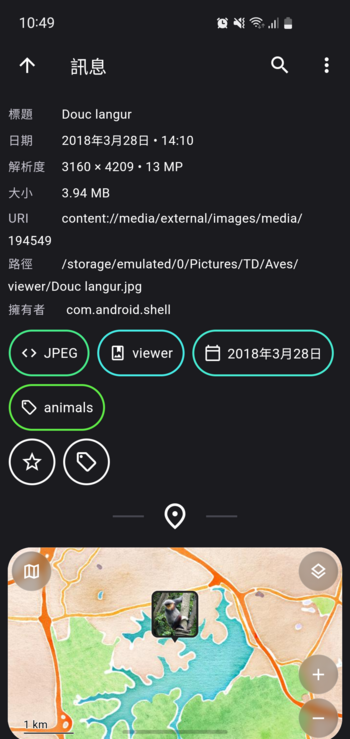 10:49
訊息
標題 Douc langur
日期 2018年3月28日 • 14:10
解析度 3160 × 4209 • 13 MP
大小 3.94 MB
URI content://media/external/images/media/
194549
路徑 /storage/emulated/0/Pictures/TD/Aves/
viewer/Douc langur.jpg
擁有者 com.android.shell
JPEG viewer 2018年3月28日
animals
1 km